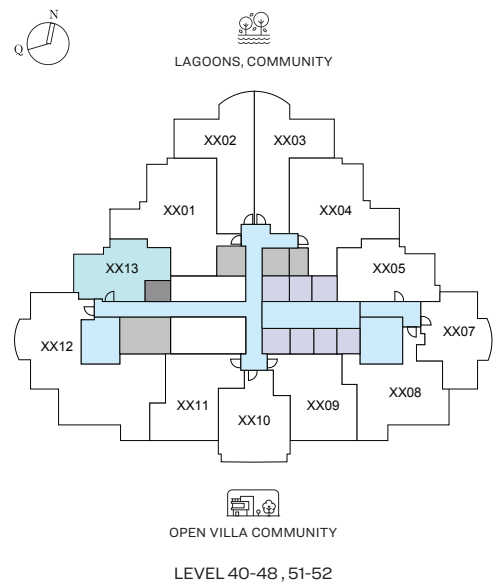 N
Q
LAGOONS, COMMUNITY
XX02
XX03
XX01
XX04
XX13
XX05
XX12
XX07
XX08
XX11
XX09
XX10
OPEN VILLA COMMUNITY
LEVEL 40-48 , 51-52